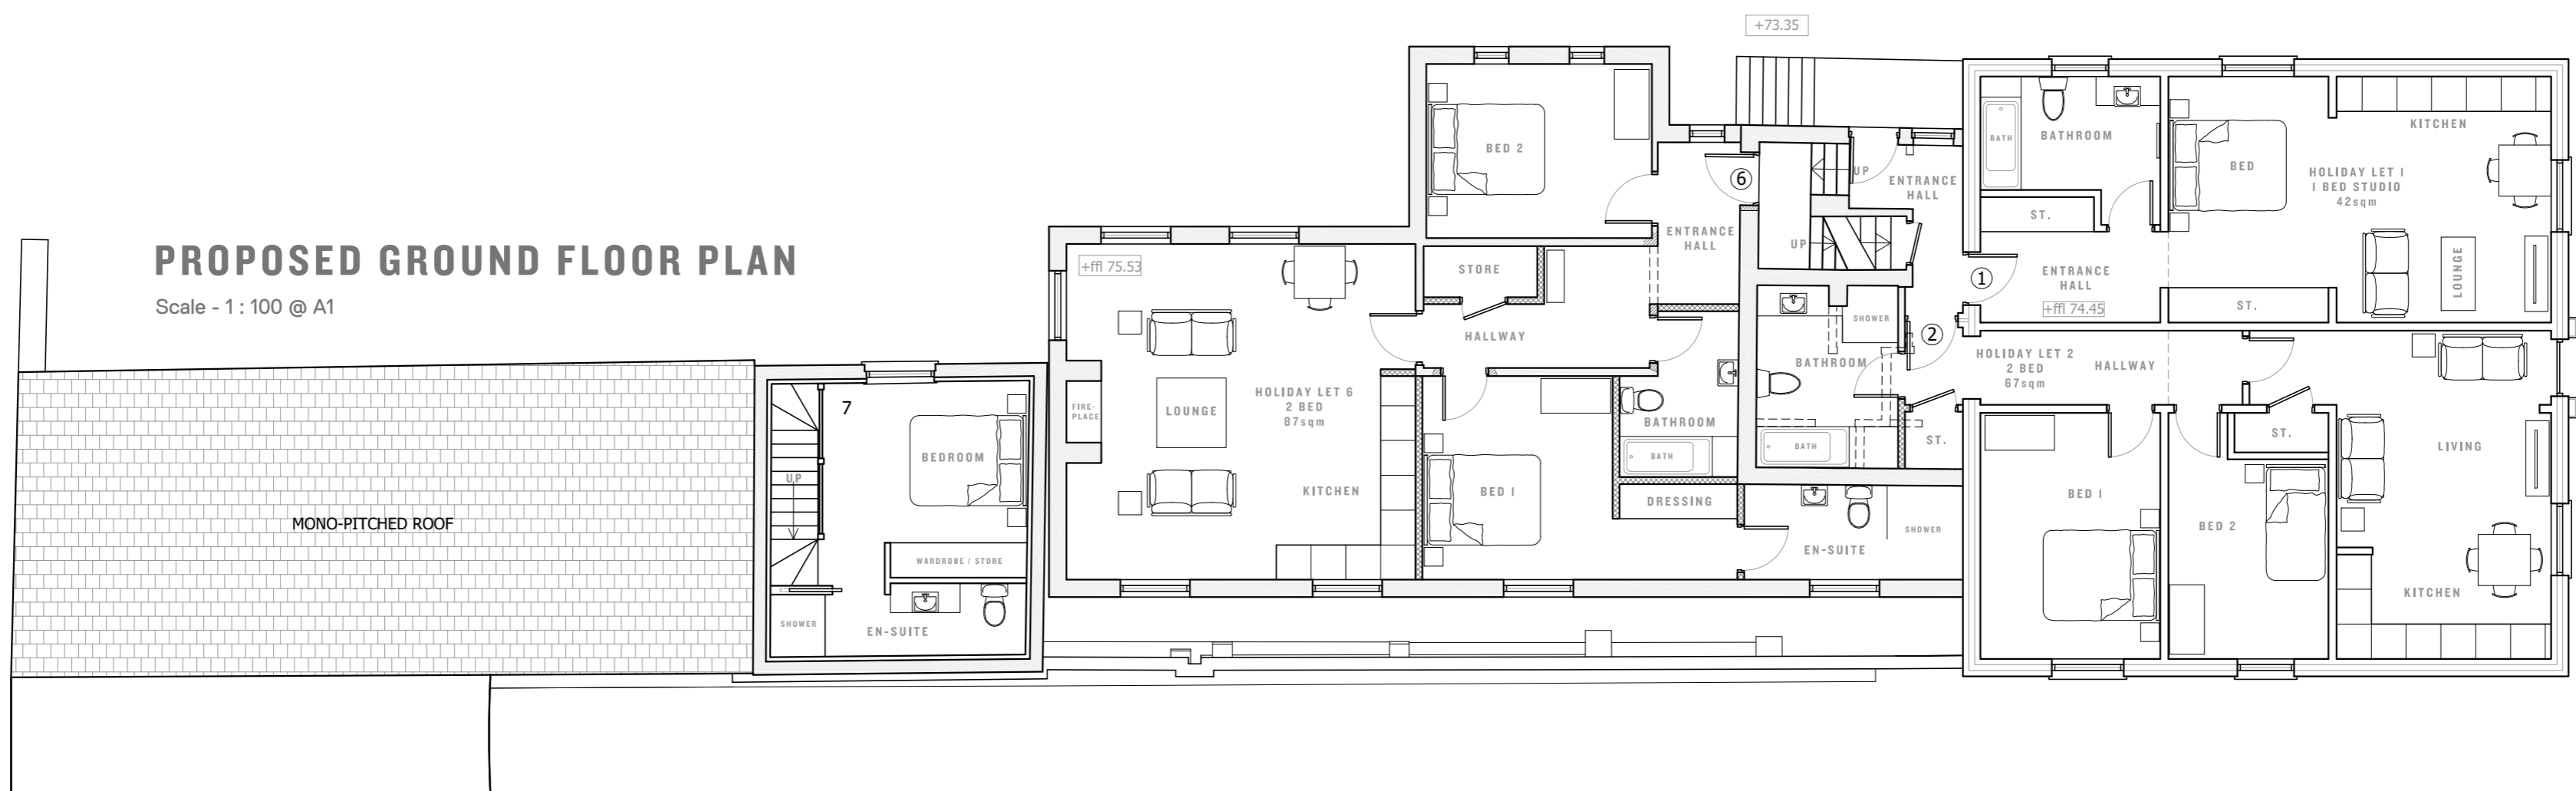 PROPOSED GROUND FLOOR PLAN
Scale - 1 : 100 @ A1
MONO-PITCHED ROOF
7
UP
BEDROOM
WARDROBE / STORE
SHOWER
EN-SUITE
+ffl 75.53
FIRE-
PLACE
LOUNGE
HOLIDAY LET 6
2 BED
87sqm
KITCHEN
BED 2
STORE
HALLWAY
ENTRANCE
HALL
6
BED 1
BATHROOM
BATH
DRESSING
EN-SUITE
SHOWER
+73.35
UP
ENTRANCE
HALL
UP
SHOWER
BATHROOM
BATH
2
ST.
1
BATH
BATHROOM
ST.
ENTRANCE
HALL
+ffl 74.45
BED
HOLIDAY LET 1
1 BED STUDIO
42sqm
KITCHEN
LOUNGE
ST.
HOLIDAY LET 2
2 BED
67sqm
HALLWAY
BED 1
BED 2
ST.
LIVING
KITCHEN